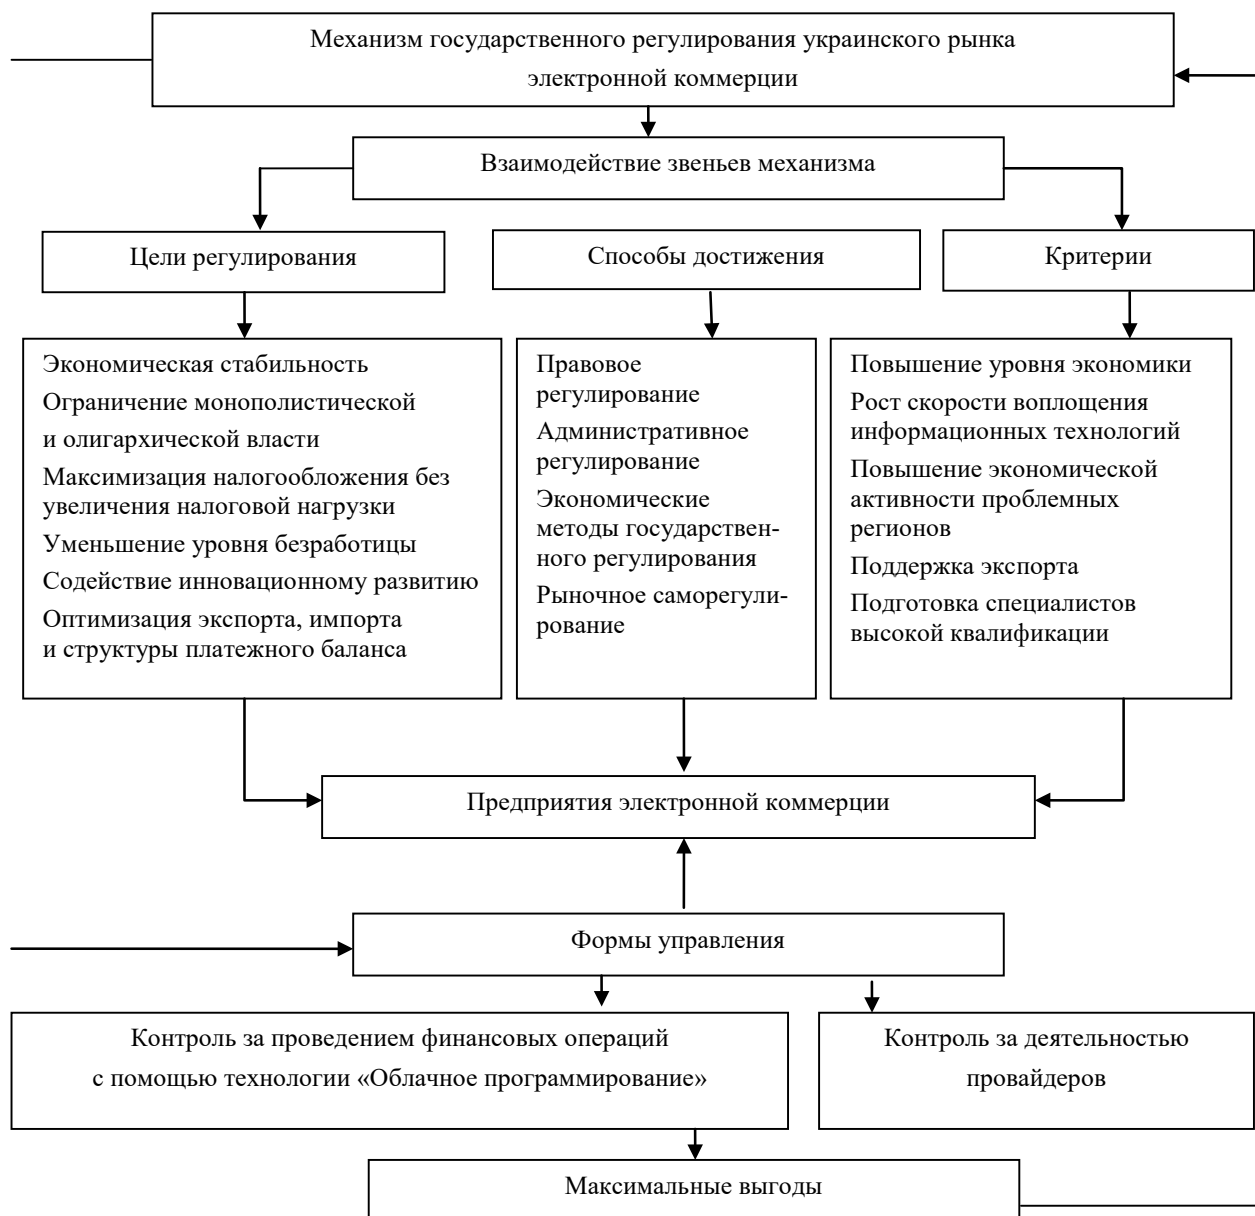 Механизм государственного регулирования украинского рынка
электронной коммерции
Взаимодействие звеньев механизма
Цели регулирования
Способы достижения
Критерии
Экономическая стабильность
Ограничение монополистической
и олигархической власти
Максимизация налогообложения без
увеличения налоговой нагрузки
Уменьшение уровня безработицы
Содействие инновационному развитию
Оптимизация экспорта, импорта
и структуры платежного баланса
Правовое
регулирование
Административное
регулирование
Экономические
методы государствен-
ного регулирования
Рыночное саморегули-
рование
Повышение уровня экономики
Рост скорости воплощения
информационных технологий
Повышение экономической
активности проблемных
регионов
Поддержка экспорта
Подготовка специалистов
высокой квалификации
Предприятия электронной коммерции
Формы управления
Контроль за проведением финансовых операций
с помощью технологии «Облачное программирование»
Контроль за деятельностью
провайдеров
Максимальные выгоды